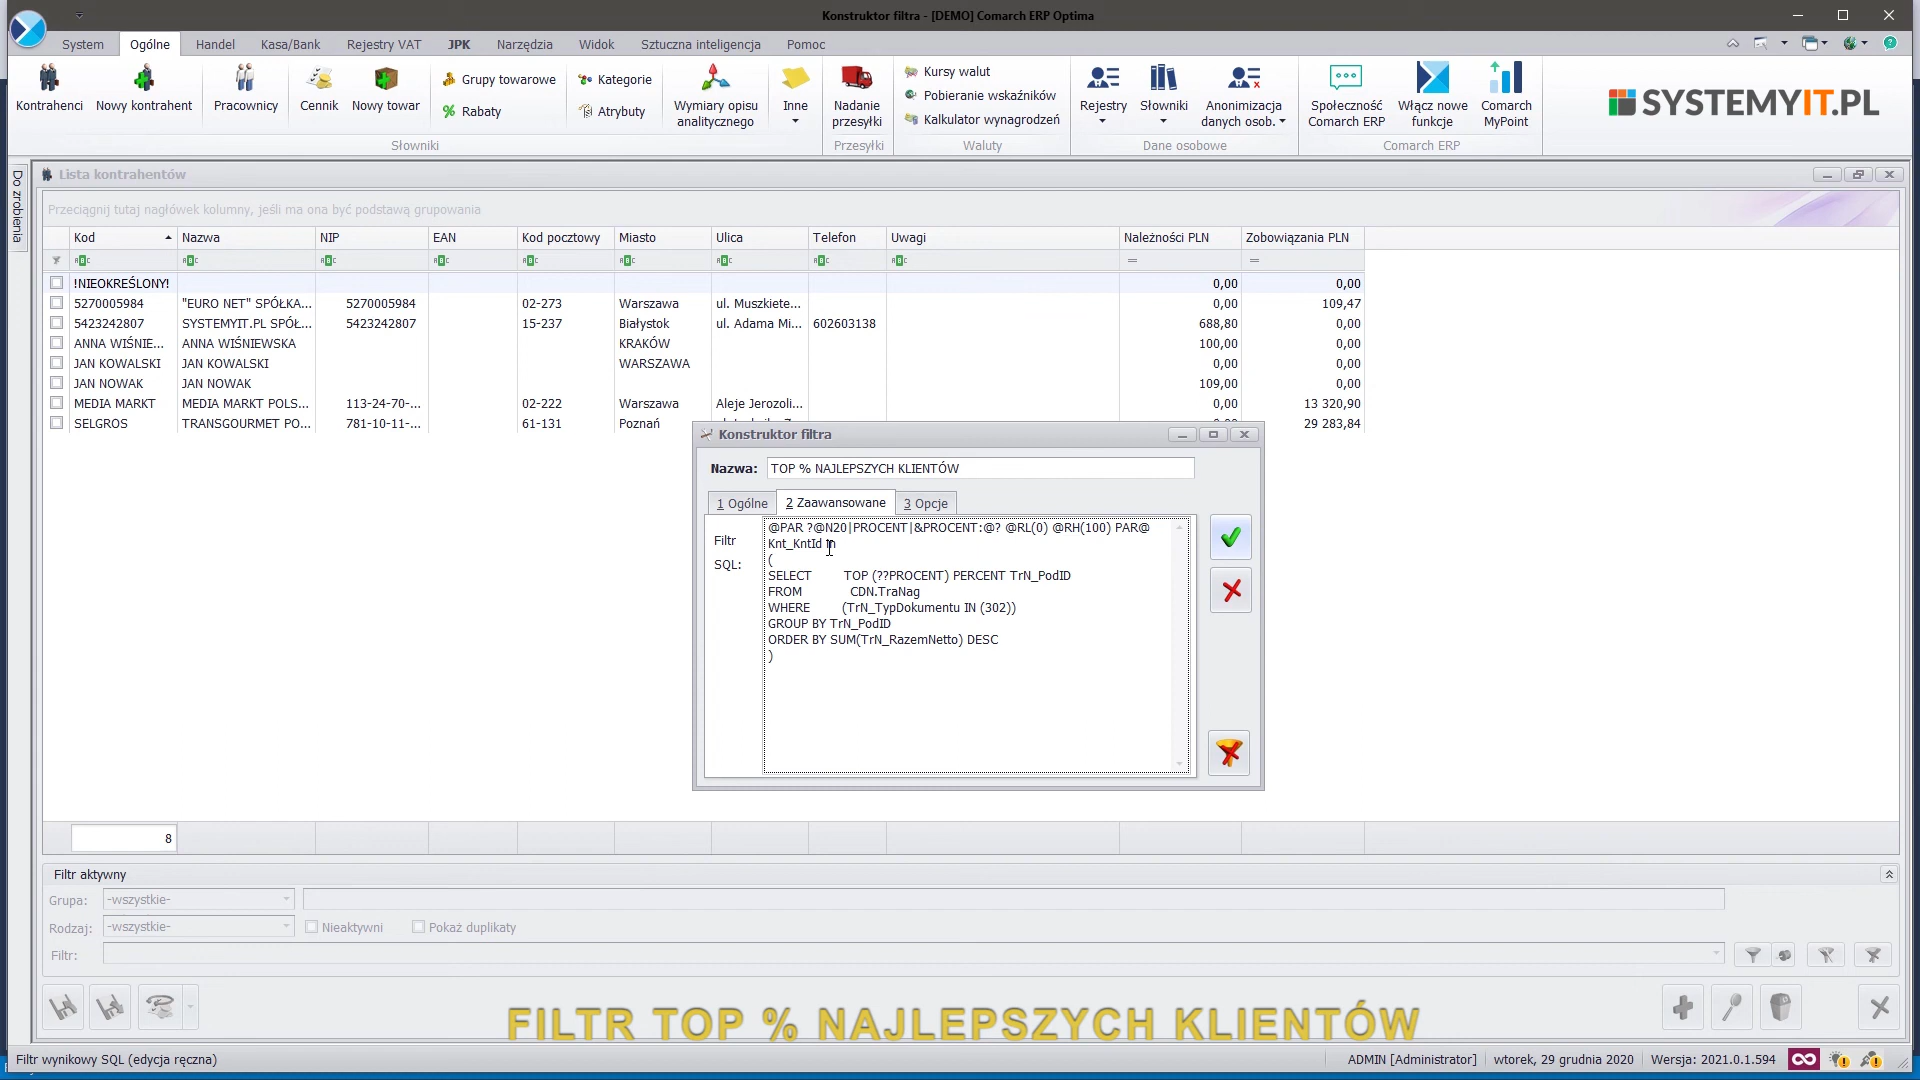 Konstruktor filtra - [DEMO] Comarch ERP Optima
System Ogólne Handel Kasa/Bank Rejestry VAT JPK Narzędzia Widok Sztuczna inteligencja Pomoc
Kontrahenci Nowy kontrahent Pracownicy Cennik Nowy towar
Grupy towarowe
Rabaty
Kategorie
Atrybuty
Wymiary opisu
analitycznego
Inne
Słowniki
Nadanie
przesyłki
Przesyłki
Kursy walut
Pobieranie wskaźników
Kalkulator wynagrodzeń
Waluty
Rejestry Słowniki Anonimizacja
danych osob.
Dane osobowe
Społeczność
Comarch ERP
Włącz nowe
funkcje
Comarch
MyPoint
Comarch ERP
SYSTEMYIT.PL
Do zrobienia
Lista kontrahentów
Przeciągnij tutaj nagłówek kolumny, jeśli ma ona być podstawą grupowania
Kod Nazwa NIP EAN Kod pocztowy Miasto Ulica Telefon Uwagi Należności PLN Zobowiązania PLN
!NIEOKREŚLONY! 0,00 0,00
5270005984 "EURO NET" SPÓŁKA... 5270005984 02-273 Warszawa ul. Muszkiete... 0,00 109,47
5423242807 SYSTEMYIT.PL SPÓŁ... 5423242807 15-237 Białystok ul. Adama Mi... 602603138 688,80 0,00
ANNA WIŚNIE... ANNA WIŚNIEWSKA KRAKÓW 100,00 0,00
JAN KOWALSKI JAN KOWALSKI WARSZAWA 0,00 0,00
JAN NOWAK JAN NOWAK 109,00 0,00
MEDIA MARKT MEDIA MARKT POLS... 113-24-70-... 02-222 Warszawa Aleje Jerozoli... 0,00 13 320,90
SELGROS TRANSGOURMET PO... 781-10-11-... 61-131 Poznań 29 283,84
Konstruktor filtra
Nazwa: TOP % NAJLEPSZYCH KLIENTÓW
1 Ogólne 2 Zaawansowane 3 Opcje
Filtr
SQL:
@PAR ?@N20|PROCENT|&PROCENT:@? @RL(0) @RH(100) PAR@
Knt_KntId in
(
SELECT TOP (??PROCENT) PERCENT TrN_PodID
FROM CDN.TraNag
WHERE (TrN_TypDokumentu IN (302))
GROUP BY TrN_PodID
ORDER BY SUM(TrN_RazemNetto) DESC
)
8
Filtr aktywny
Grupa: -wszystkie-
Rodzaj: -wszystkie- Nieaktywni Pokaż duplikaty
Filtr:
FILTR TOP % NAJLEPSZYCH KLIENTÓW
Filtr wynikowy SQL (edycja ręczna) ADMIN [Administrator] wtorek, 29 grudnia 2020 Wersja: 2021.0.1.594